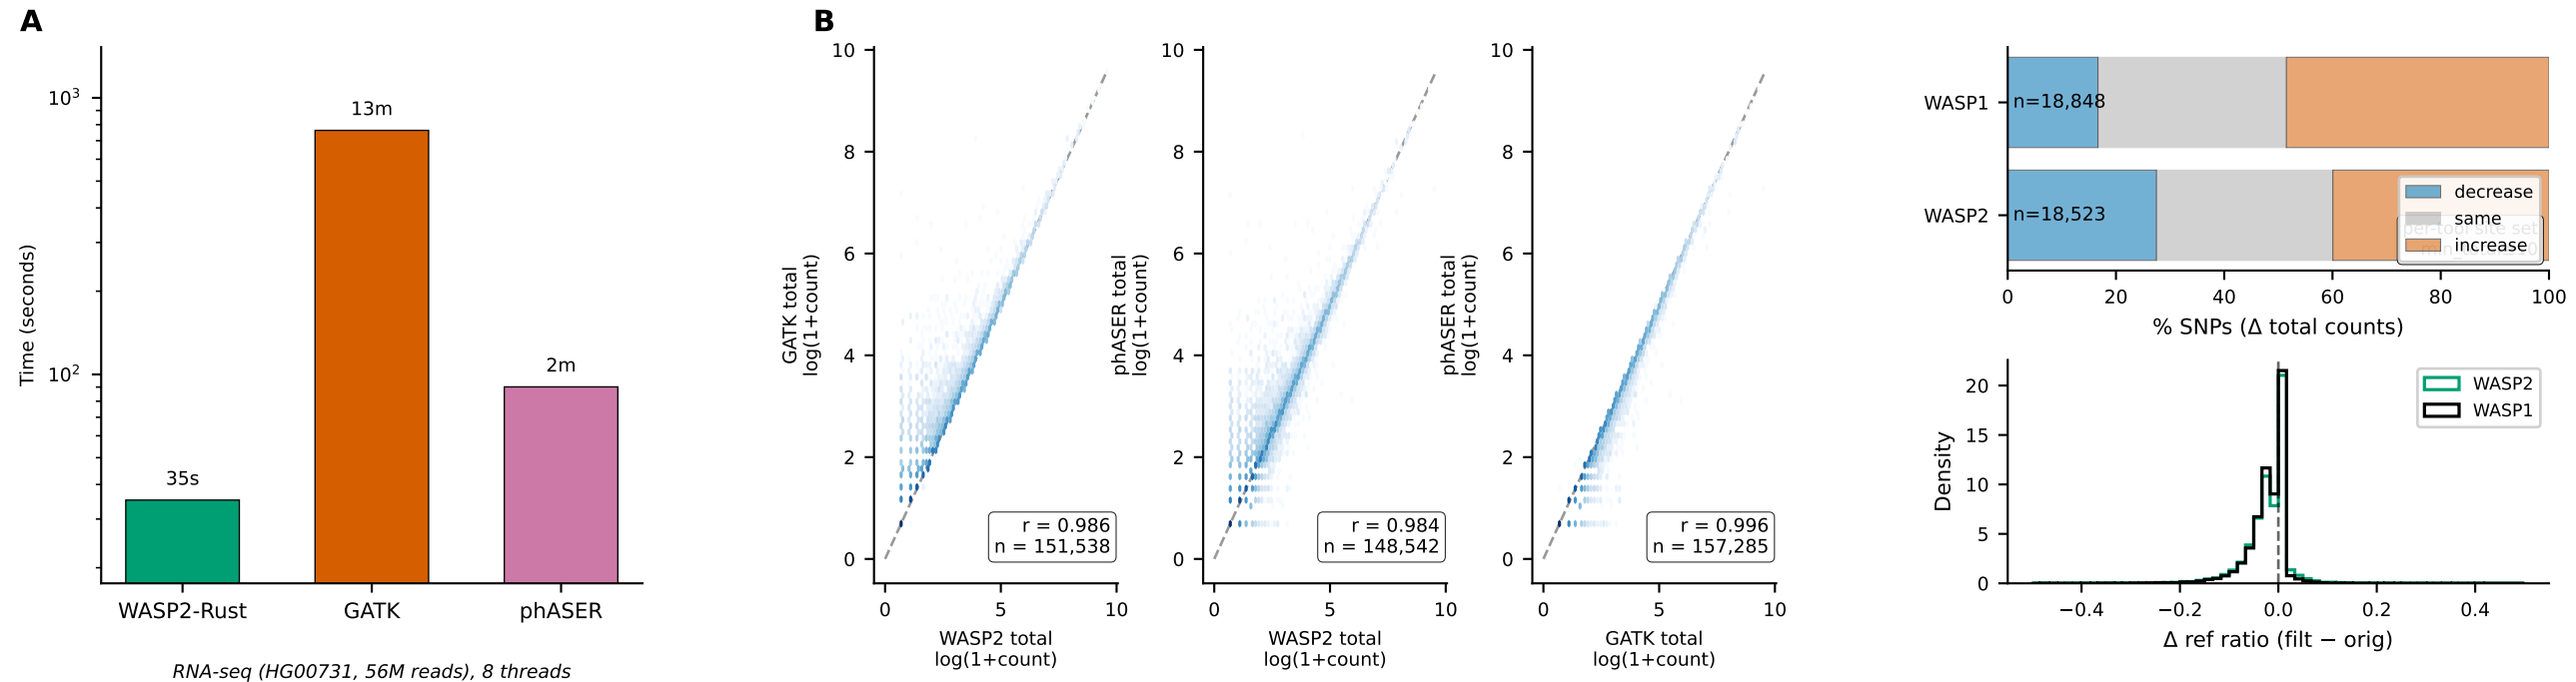 A
Time (seconds)
10³
10²
35s
13m
2m
WASP2-Rust
GATK
phASER
RNA-seq (HG00731, 56M reads), 8 threads
B
GATK total
log(1+count)
10
8
6
4
2
0
r = 0.986
n = 151,538
0
5
10
WASP2 total
log(1+count)
phASER total
log(1+count)
10
8
6
4
2
0
r = 0.984
n = 148,542
0
5
10
WASP2 total
log(1+count)
phASER total
log(1+count)
10
8
6
4
2
0
r = 0.996
n = 157,285
0
5
10
GATK total
log(1+count)
WASP1
n=18,848
WASP2
n=18,523
decrease
same
increase
per-tool site set
0
20
40
60
80
100
% SNPs (Δ total counts)
Density
20
15
10
5
0
WASP2
WASP1
−0.4
−0.2
0.0
0.2
0.4
Δ ref ratio (filt − orig)